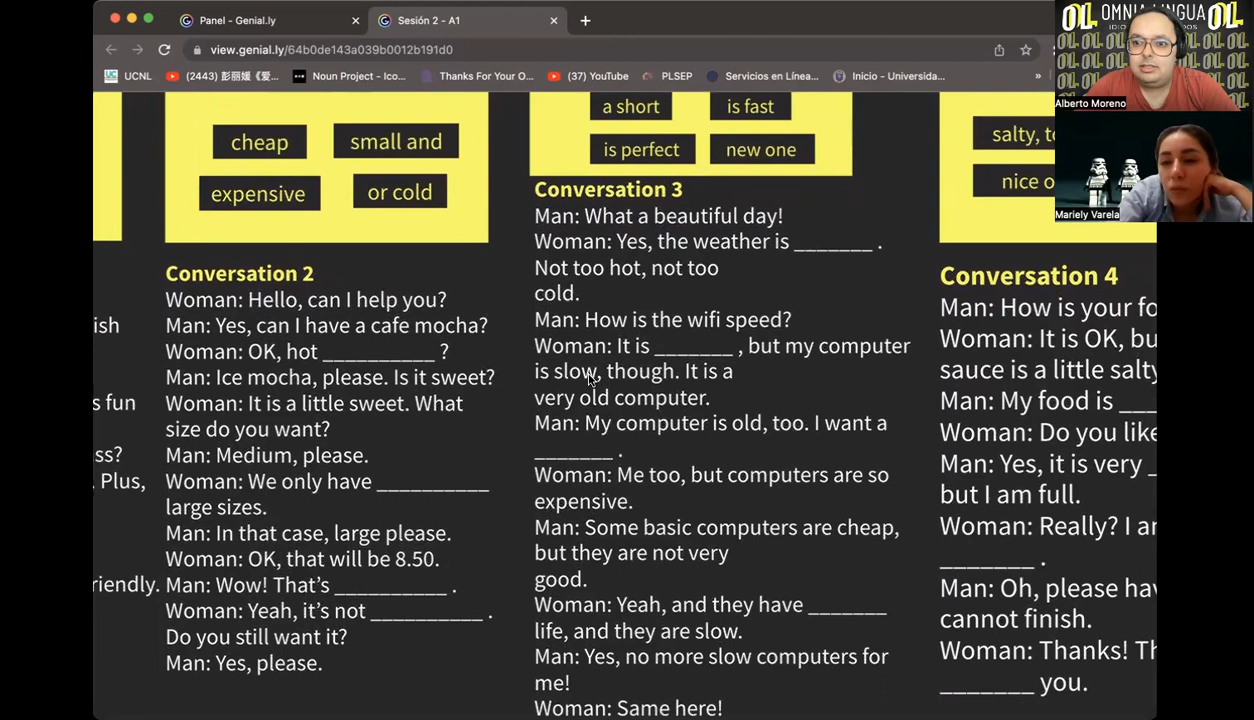 Panel - Genial.ly
Sesión 2 - A1
view.genial.ly/64b0de143a039b0012b191d0
UCNL
(2443) 彭丽媛《爱...
Noun Project - Ico...
Thanks For Your O...
(37) YouTube
PLSEP
Servicios en Línea...
Inicio - Universida...
»
OMNIA LINGUA
OL
Alberto Moreno
Mariely Varela
ish
s fun
ss?
. Plus,
riendly.
cheap
small and
expensive
or cold
Conversation 2
Woman: Hello, can I help you?
Man: Yes, can I have a cafe mocha?
Woman: OK, hot __________ ?
Man: Ice mocha, please. Is it sweet?
Woman: It is a little sweet. What
size do you want?
Man: Medium, please.
Woman: We only have __________
large sizes.
Man: In that case, large please.
Woman: OK, that will be 8.50.
Man: Wow! That's __________ .
Woman: Yeah, it's not __________ .
Do you still want it?
Man: Yes, please.
a short
is fast
is perfect
new one
Conversation 3
Man: What a beautiful day!
Woman: Yes, the weather is _______ .
Not too hot, not too
cold.
Man: How is the wifi speed?
Woman: It is _______ , but my computer
is slow, though. It is a
very old computer.
Man: My computer is old, too. I want a
_______ .
Woman: Me too, but computers are so
expensive.
Man: Some basic computers are cheap,
but they are not very
good.
Woman: Yeah, and they have _______
life, and they are slow.
Man: Yes, no more slow computers for
me!
Woman: Same here!
salty, to
nice o
Conversation 4
Man: How is your fo
Woman: It is OK, bu
sauce is a little salty
Man: My food is ___
Woman: Do you like
Man: Yes, it is very _
but I am full.
Woman: Really? I ar
_______ .
Man: Oh, please hav
cannot finish.
Woman: Thanks! Th
_______ you.